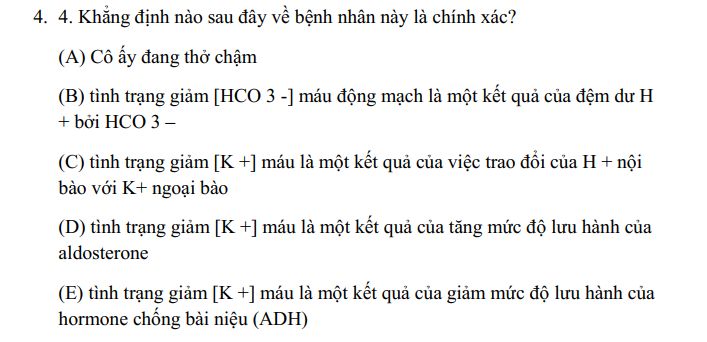 4. 4. Khẳng định nào sau đây về bệnh nhân này là chính xác?
(A) Cô ấy đang thở chậm
(B) tình trạng giảm [HCO 3 -] máu động mạch là một kết quả của đệm dư H
+ bởi HCO 3 –
(C) tình trạng giảm [K +] máu là một kết quả của việc trao đổi của H + nội
bào với K+ ngoại bào
(D) tình trạng giảm [K +] máu là một kết quả của tăng mức độ lưu hành của
aldosterone
(E) tình trạng giảm [K +] máu là một kết quả của giảm mức độ lưu hành của
hormone chống bài niệu (ADH)